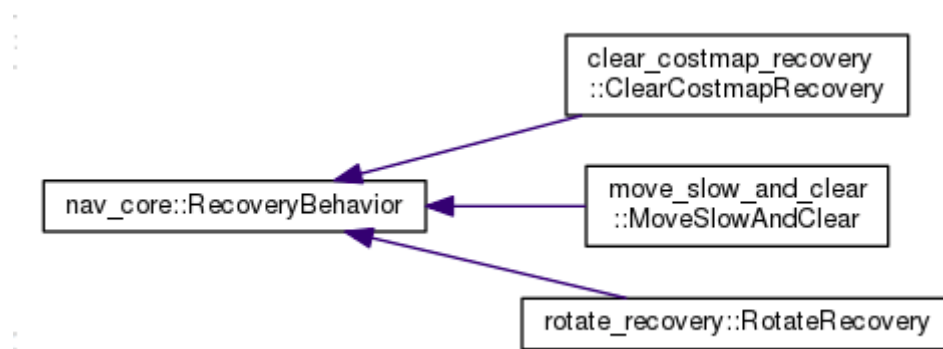 clear_costmap_recovery
::ClearCostmapRecovery
nav_core::RecoveryBehavior
move_slow_and_clear
::MoveSlowAndClear
rotate_recovery::RotateRecovery